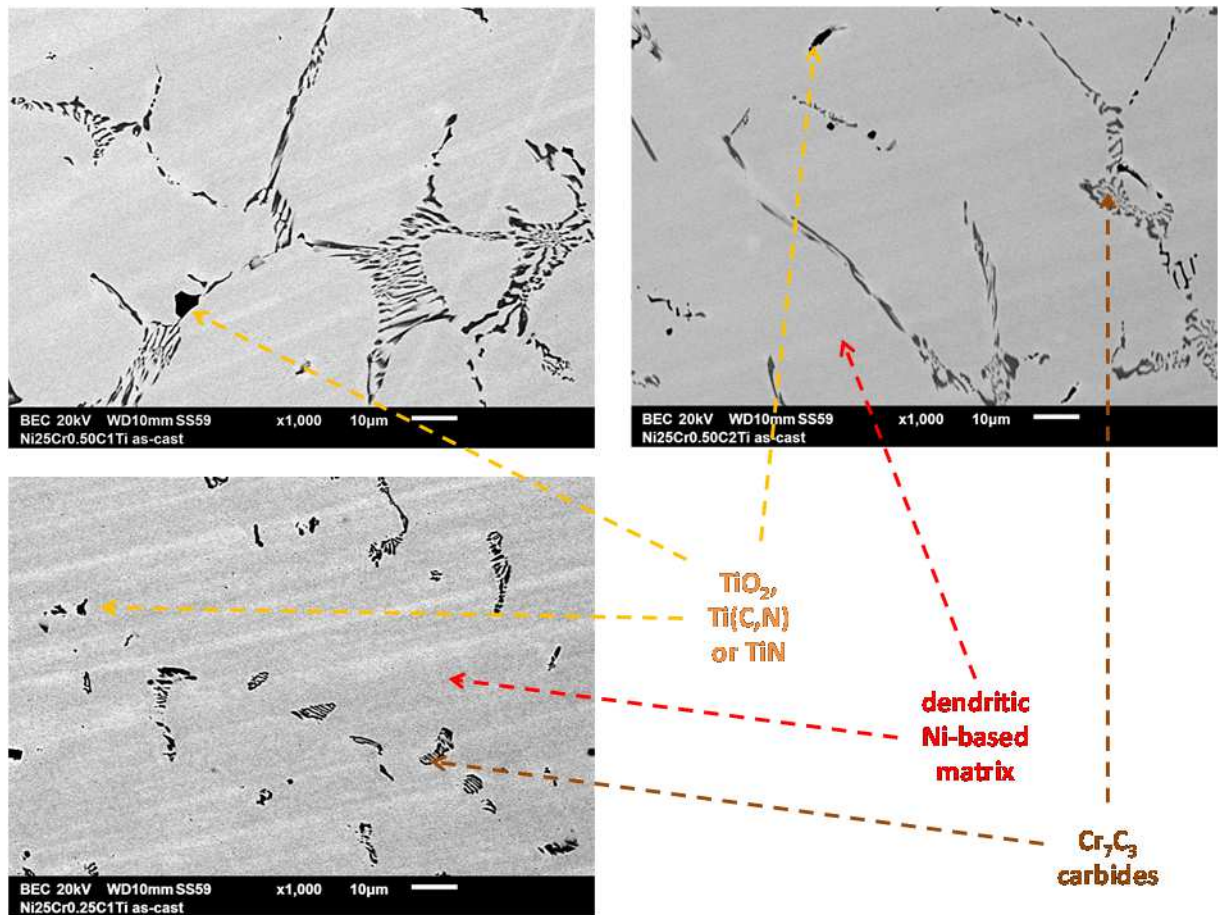 BEC 20kV WD10mm SS59 x1,000 10µm
Ni25Cr0.50C1Ti as-cast
BEC 20kV WD10mm SS59 x1,000 10µm
Ni25Cr0.50C2Ti as-cast
TiO₂,
Ti(C,N)
or TiN
dendritic
Ni-based
matrix
Cr₇C₃
carbides
BEC 20kV WD10mm SS59 x1,000 10µm
Ni25Cr0.25C1Ti as-cast